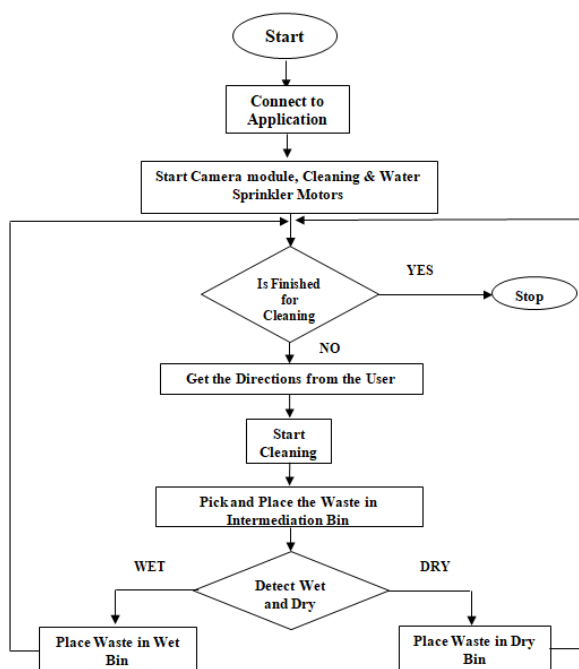 Start
Connect to
Application
Start Camera module, Cleaning & Water
Sprinkler Motors
Is Finished
for
Cleaning
YES
Stop
NO
Get the Directions from the User
Start
Cleaning
Pick and Place the Waste in
Intermediation Bin
WET
Detect Wet
and Dry
DRY
Place Waste in Wet
Bin
Place Waste in Dry
Bin